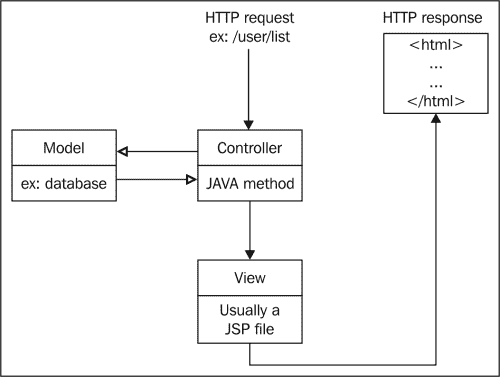 HTTP request
ex: /user/list
HTTP response
<html>
...
...
</html>
Model
ex: database
Controller
JAVA method
View
Usually a
JSP file